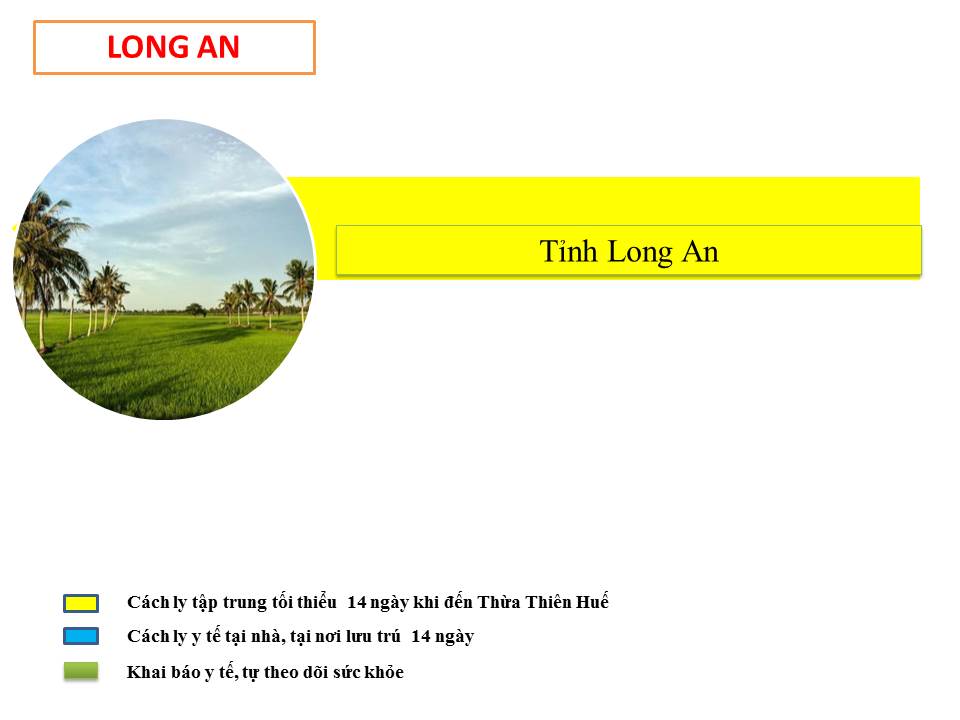 LONG AN
Tỉnh Long An
Cách ly tập trung tối thiểu 14 ngày khi đến Thừa Thiên Huế
Cách ly y tế tại nhà, tại nơi lưu trú 14 ngày
Khai báo y tế, tự theo dõi sức khỏe